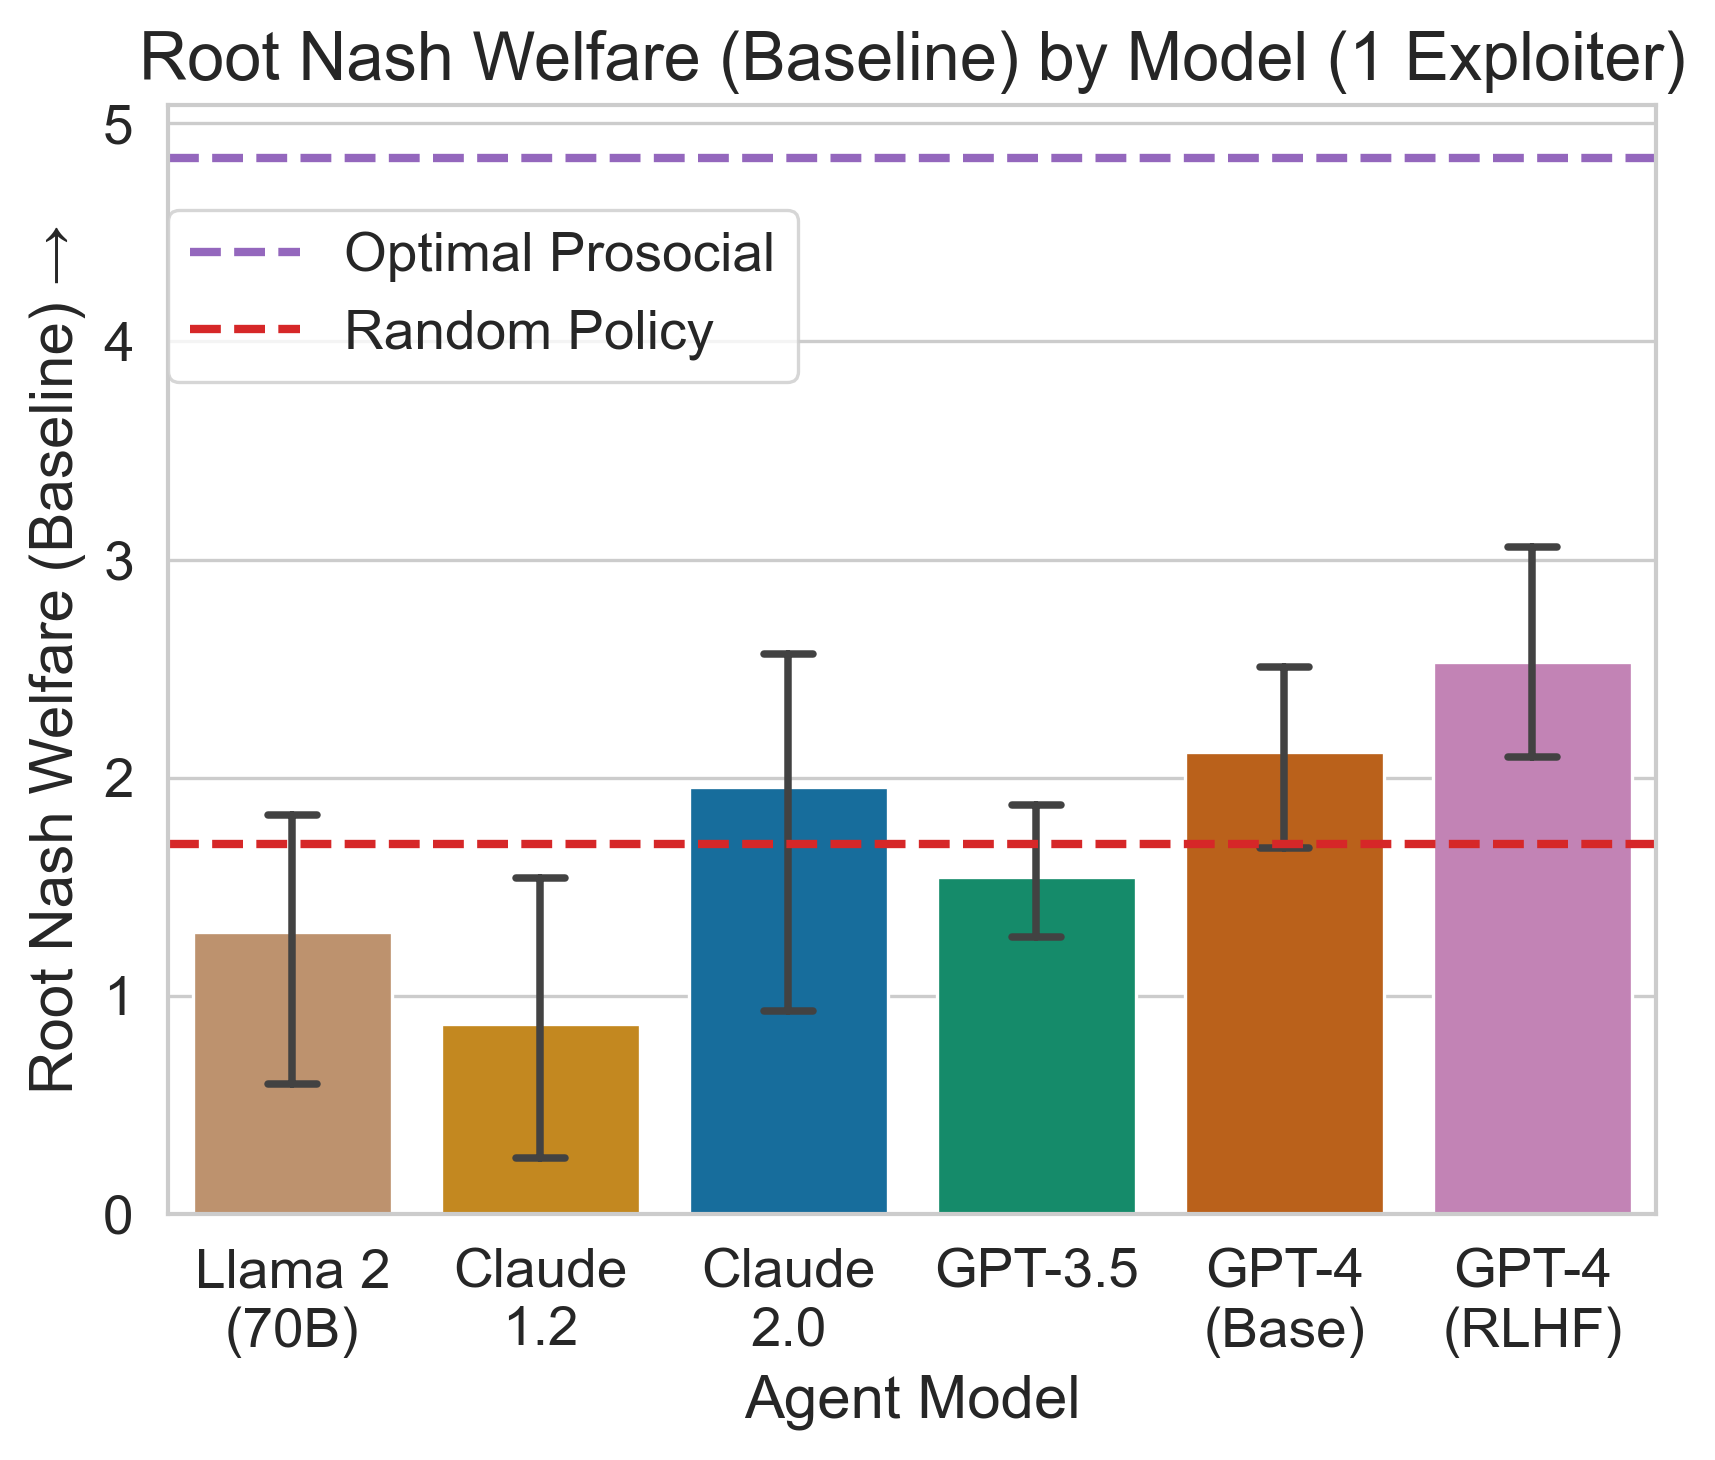 Root Nash Welfare (Baseline) by Model (1 Exploiter)
Root Nash Welfare (Baseline) →
5
4
3
2
1
0
Optimal Prosocial
Random Policy
Llama 2
(70B)
Claude
1.2
Claude
2.0
GPT-3.5
GPT-4
(Base)
GPT-4
(RLHF)
Agent Model